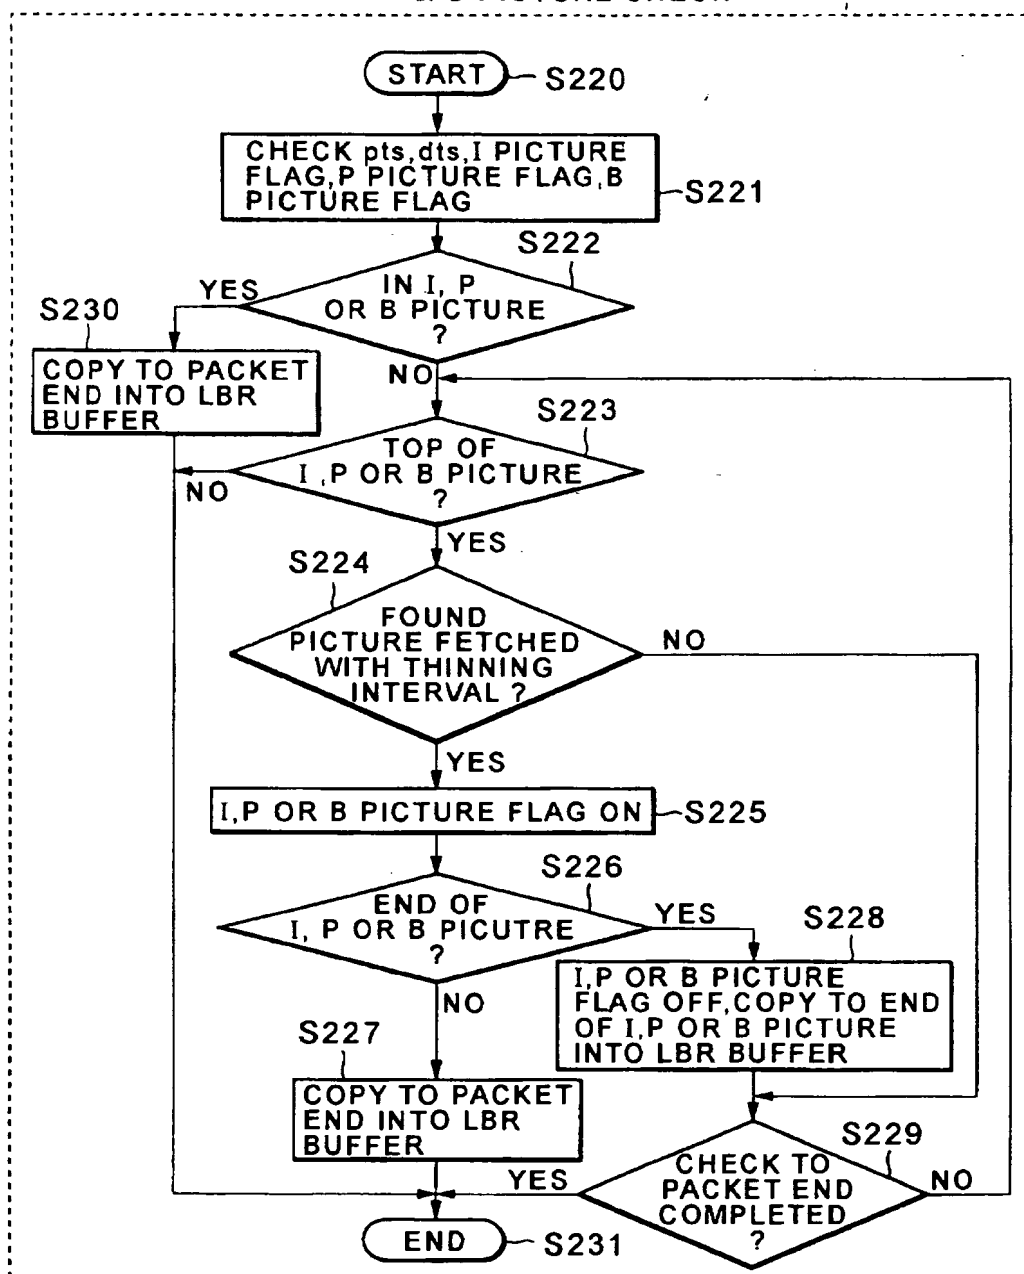 START
S220
CHECK pts,dts,I PICTURE
FLAG,P PICTURE FLAG,B
PICTURE FLAG
S221
S222
IN I, P
OR B PICTURE
?
YES
S230
COPY TO PACKET
END INTO LBR
BUFFER
NO
S223
TOP OF
I ,P OR B PICTURE
?
NO
YES
S224
FOUND
PICTURE FETCHED
WITH THINNING
INTERVAL ?
NO
YES
I,P OR B PICTURE FLAG ON
S225
S226
END OF
I, P OR B PICUTRE
?
YES
S228
I,P OR B PICTURE
FLAG OFF,COPY TO END
OF I,P OR B PICTURE
INTO LBR BUFFER
NO
S227
COPY TO PACKET
END INTO LBR
BUFFER
S229
CHECK TO
PACKET END
COMPLETED
?
YES
NO
END
S231